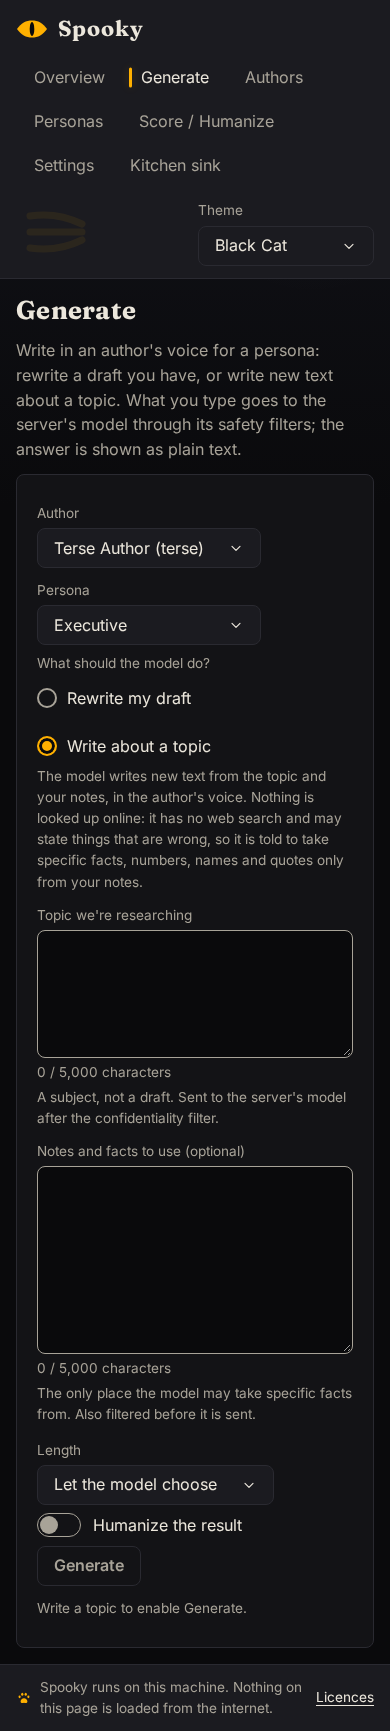 Spooky
Overview
Generate
Authors
Personas
Score / Humanize
Settings
Kitchen sink
Theme
Black Cat
Generate
Write in an author's voice for a persona:
rewrite a draft you have, or write new text
about a topic. What you type goes to the
server's model through its safety filters; the
answer is shown as plain text.
Author
Terse Author (terse)
Persona
Executive
What should the model do?
Rewrite my draft
Write about a topic
The model writes new text from the topic and
your notes, in the author's voice. Nothing is
looked up online: it has no web search and may
state things that are wrong, so it is told to take
specific facts, numbers, names and quotes only
from your notes.
Topic we're researching
0 / 5,000 characters
A subject, not a draft. Sent to the server's model
after the confidentiality filter.
Notes and facts to use (optional)
0 / 5,000 characters
The only place the model may take specific facts
from. Also filtered before it is sent.
Length
Let the model choose
Humanize the result
Generate
Write a topic to enable Generate.
Spooky runs on this machine. Nothing on
this page is loaded from the internet.
Licences